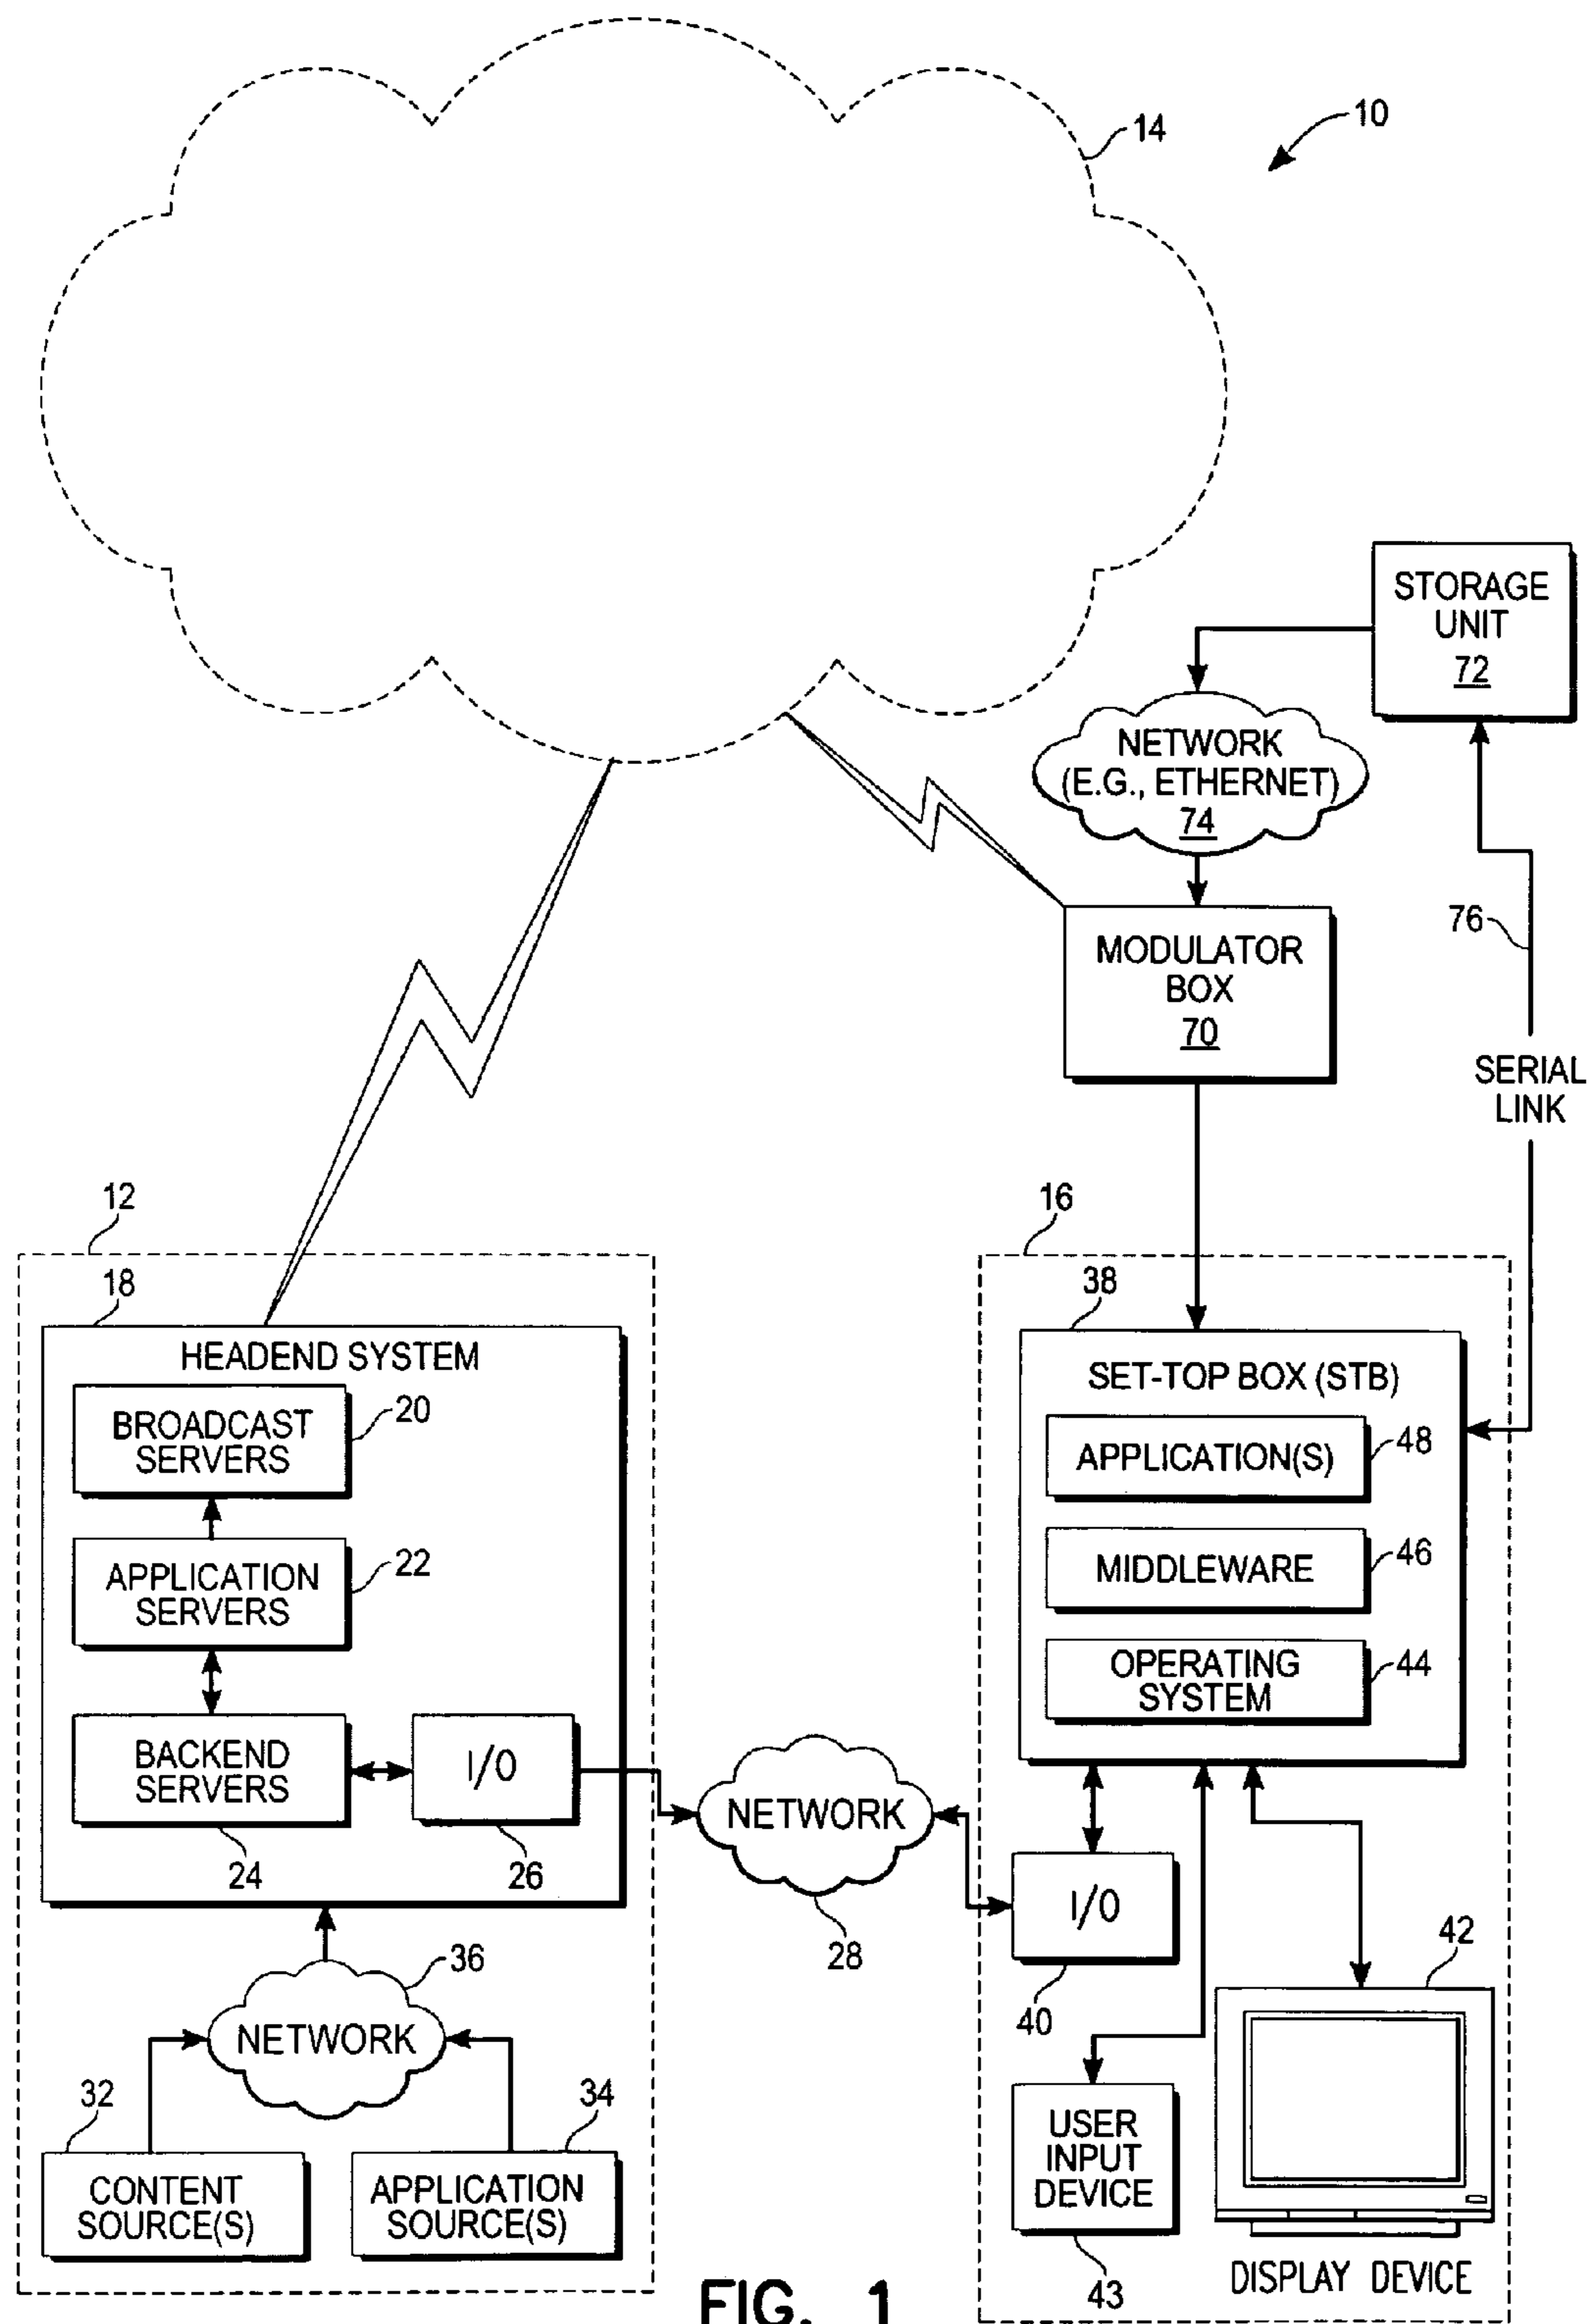 10
14
STORAGE
UNIT
72
NETWORK
(E.G., ETHERNET)
74
76
MODULATOR
BOX
70
SERIAL
LINK
12
16
18
38
HEADEND SYSTEM
SET-TOP BOX (STB)
BROADCAST
SERVERS
20
APPLICATION(S)
48
APPLICATION
SERVERS
22
MIDDLEWARE
46
OPERATING
SYSTEM
44
BACKEND
SERVERS
I/O
24
26
NETWORK
28
I/O
40
42
36
NETWORK
32
34
CONTENT
SOURCE(S)
APPLICATION
SOURCE(S)
USER
INPUT
DEVICE
43
DISPLAY DEVICE
FIG. 1